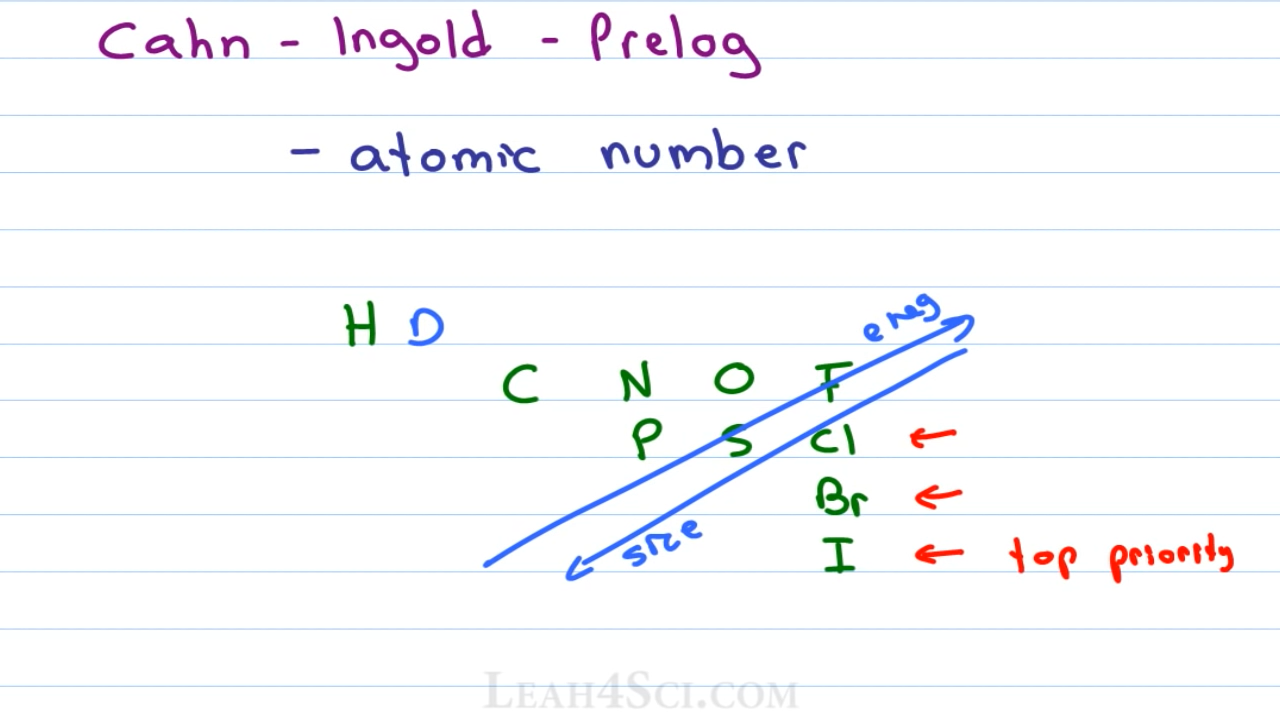 Cahn - Ingold - Prelog
- atomic number
eneg
H D
C N O F
P S Cl ←
Br ←
size
I ← top priority
LEAH4SCI.COM